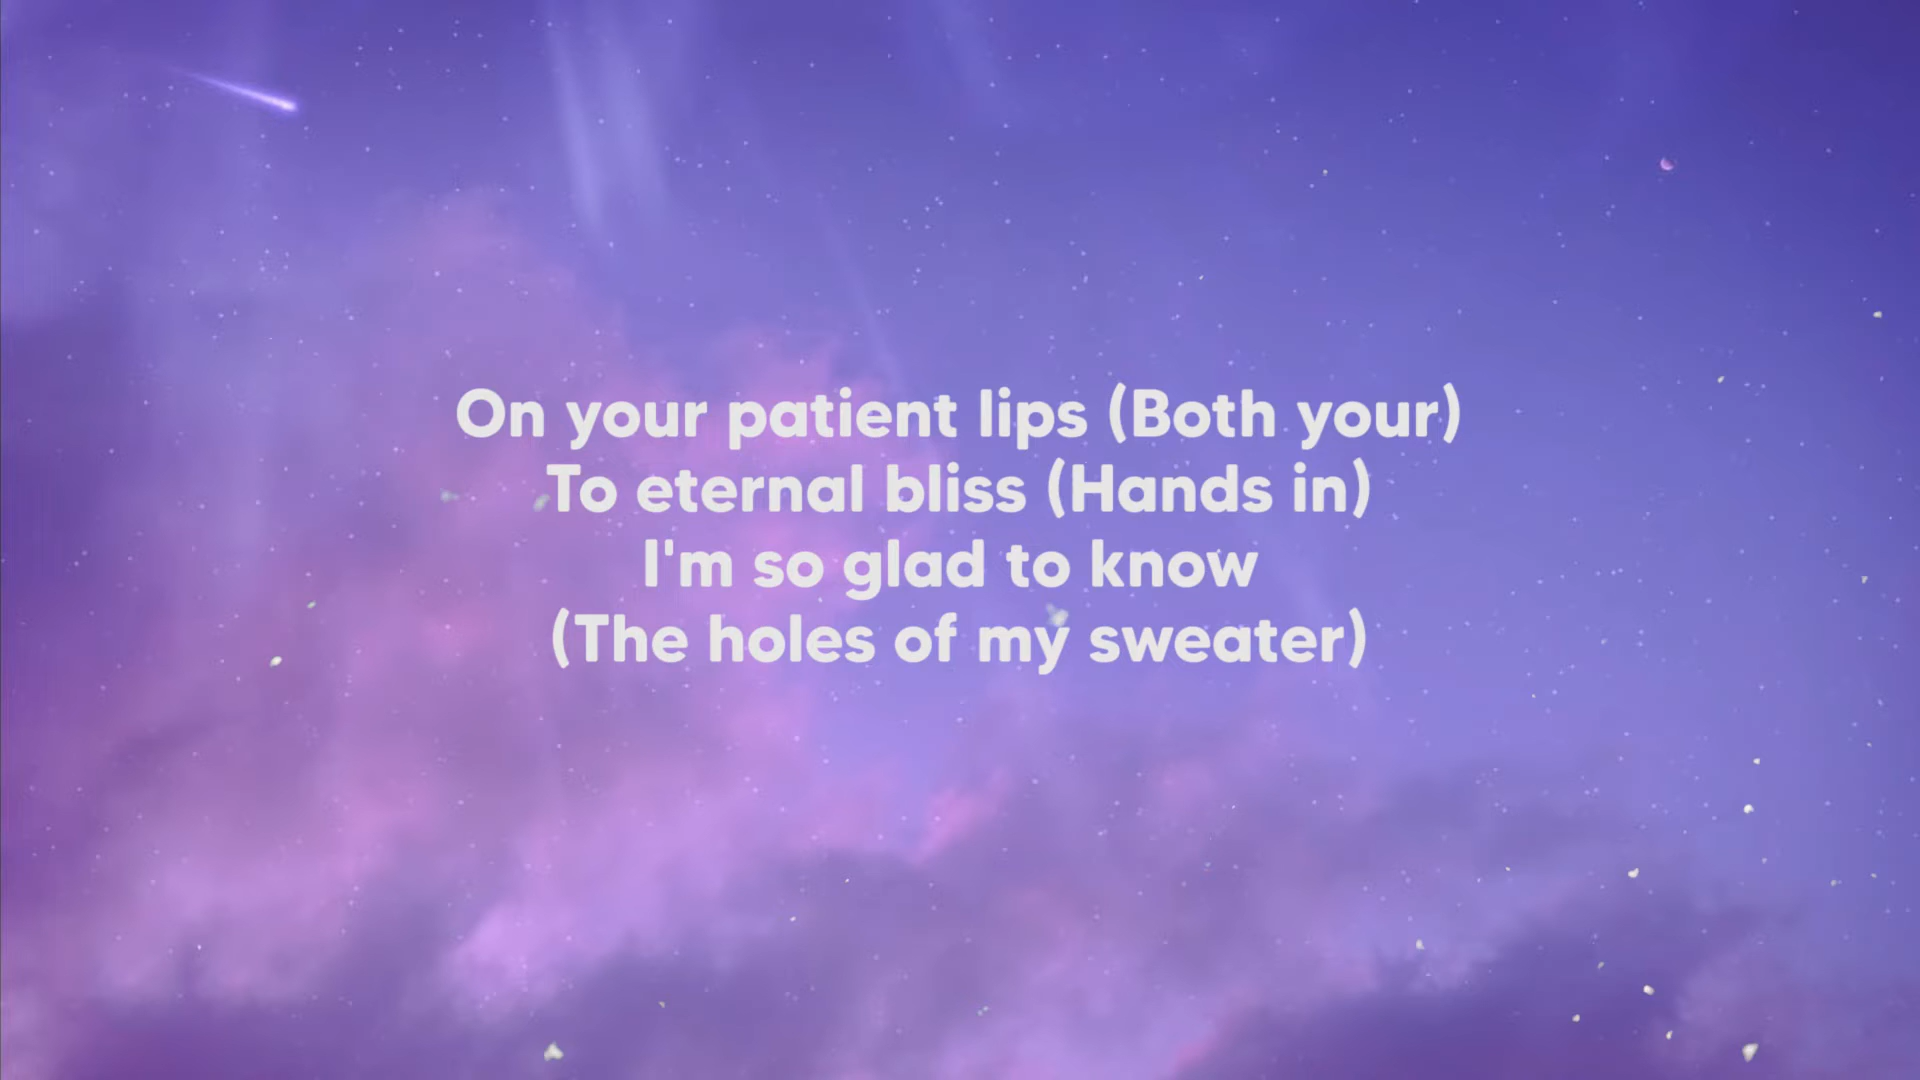 On your patient lips (Both your)
To eternal bliss (Hands in)
I'm so glad to know
(The holes of my sweater)